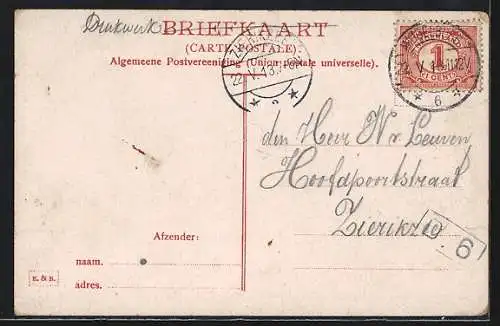 Drukwerk
BRIEFKAART
(CARTE POSTALE.)
Algemeene Postvereeniging (Union postale universelle).
1
CENT
6
den Heer W v. Leuven
Hoofdpoortstraat
Zierikzee
6
Afzender:
naam.
adres.
E. & B.